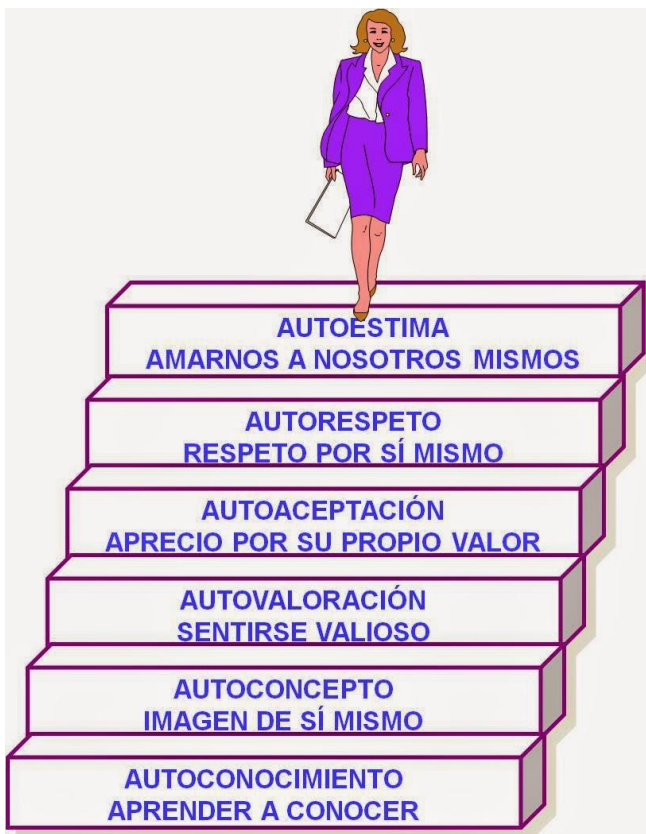 AUTOESTIMA
AMARNOS A NOSOTROS MISMOS
AUTORESPETO
RESPETO POR SÍ MISMO
AUTOACEPTACIÓN
APRECIO POR SU PROPIO VALOR
AUTOVALORACIÓN
SENTIRSE VALIOSO
AUTOCONCEPTO
IMAGEN DE SÍ MISMO
AUTOCONOCIMIENTO
APRENDER A CONOCER